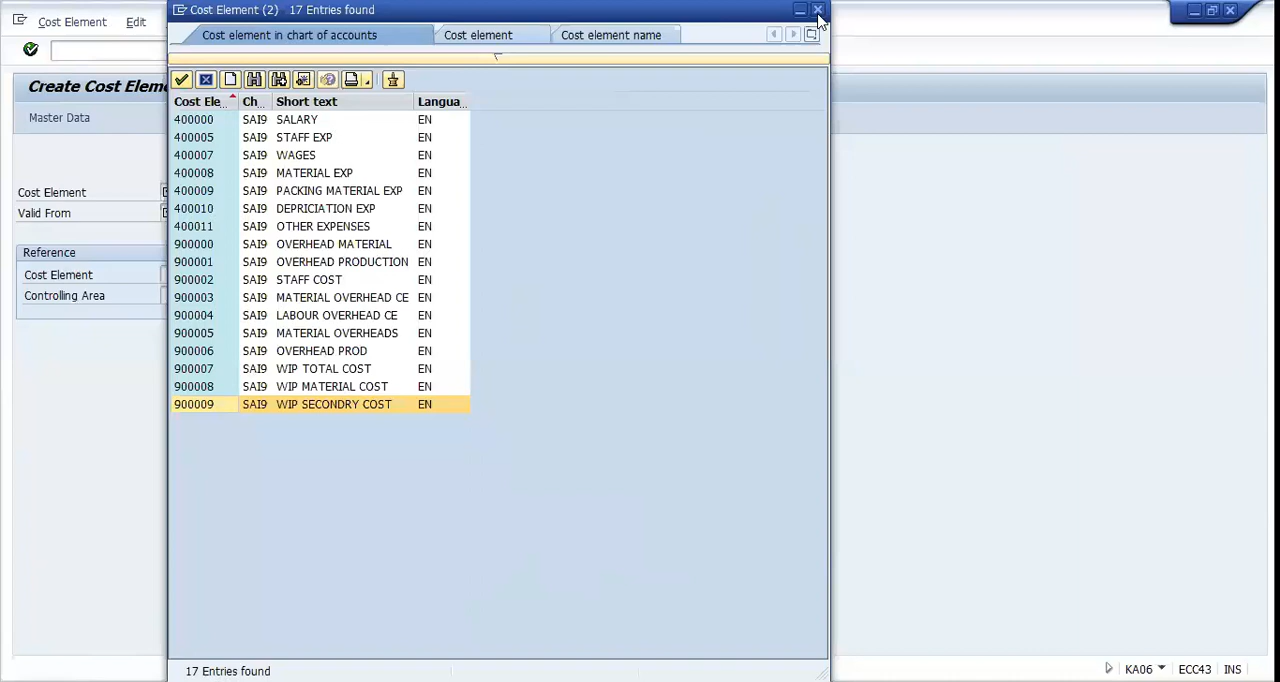 Cost Element (2)   17 Entries found
Cost Element   Edit
Cost element in chart of accounts   Cost element   Cost element name
Create Cost Eleme
Master Data
Cost Ele..   Ch..   Short text   Langua..
400000   SAI9   SALARY   EN
400005   SAI9   STAFF EXP   EN
400007   SAI9   WAGES   EN
400008   SAI9   MATERIAL EXP   EN
400009   SAI9   PACKING MATERIAL EXP   EN
400010   SAI9   DEPRICIATION EXP   EN
400011   SAI9   OTHER EXPENSES   EN
900000   SAI9   OVERHEAD MATERIAL   EN
900001   SAI9   OVERHEAD PRODUCTION   EN
900002   SAI9   STAFF COST   EN
900003   SAI9   MATERIAL OVERHEAD CE   EN
900004   SAI9   LABOUR OVERHEAD CE   EN
900005   SAI9   MATERIAL OVERHEADS   EN
900006   SAI9   OVERHEAD PROD   EN
900007   SAI9   WIP TOTAL COST   EN
900008   SAI9   WIP MATERIAL COST   EN
900009   SAI9   WIP SECONDRY COST   EN
Cost Element
Valid From
Reference
Cost Element
Controlling Area
17 Entries found
KA06   ECC43   INS